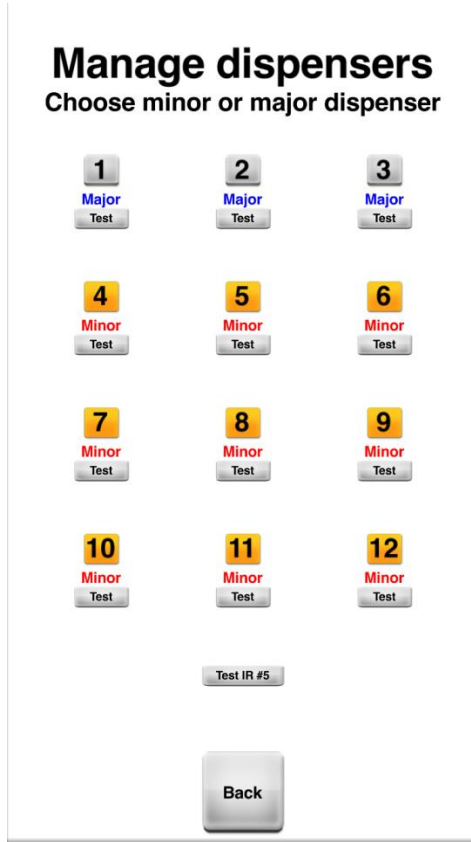 Manage dispensers
Choose minor or major dispenser
1 2 3
Major Major Major
Test Test Test
4 5 6
Minor Minor Minor
Test Test Test
7 8 9
Minor Minor Minor
Test Test Test
10 11 12
Minor Minor Minor
Test Test Test
Test IR #5
Back